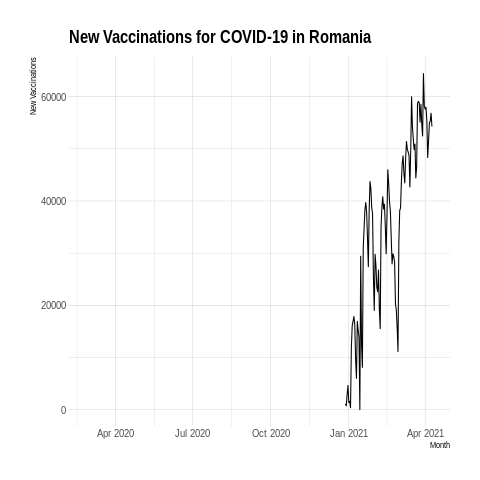 New Vaccinations for COVID-19 in Romania
New Vaccinations
60000
40000
20000
0
Apr 2020 Jul 2020 Oct 2020 Jan 2021 Apr 2021
Month